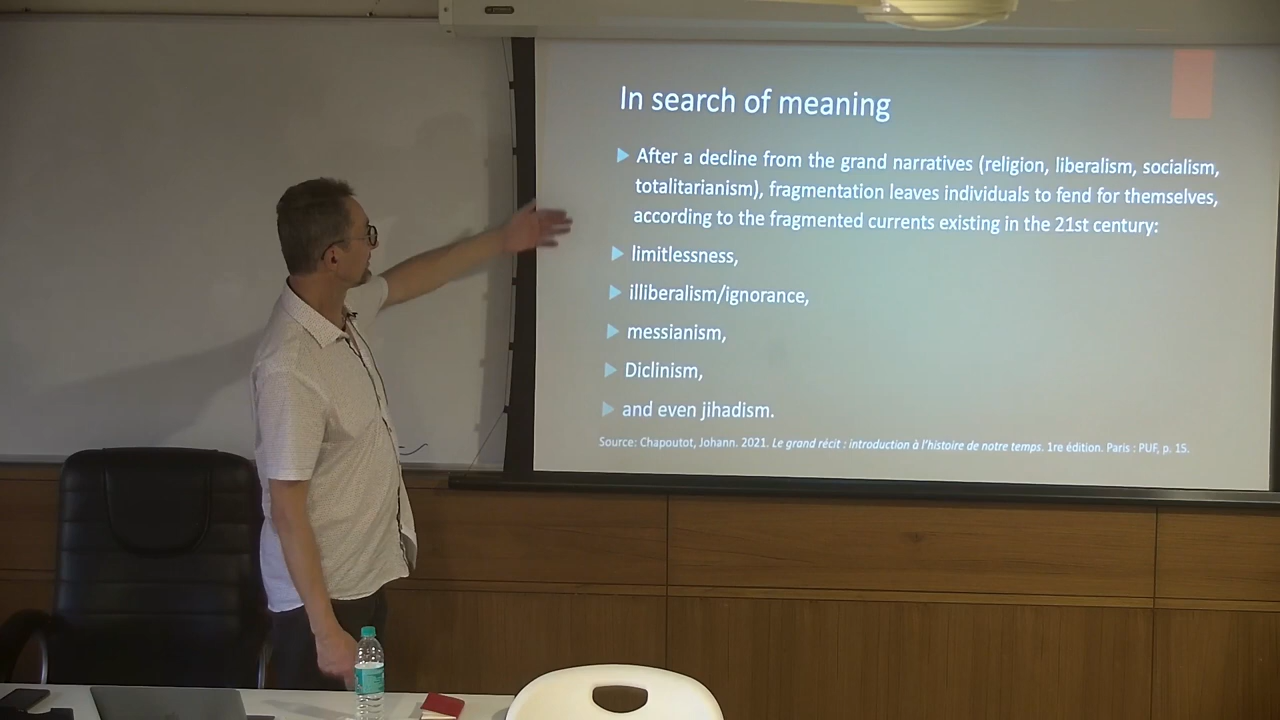 In search of meaning
After a decline from the grand narratives (religion, liberalism, socialism,
totalitarianism), fragmentation leaves individuals to fend for themselves,
according to the fragmented currents existing in the 21st century:
limitlessness,
illiberalism/ignorance,
messianism,
Diclinism,
and even jihadism.
Source: Chapoutot, Johann. 2021. Le grand récit : introduction à l'histoire de notre temps. 1re édition. Paris : PUF, p. 15.